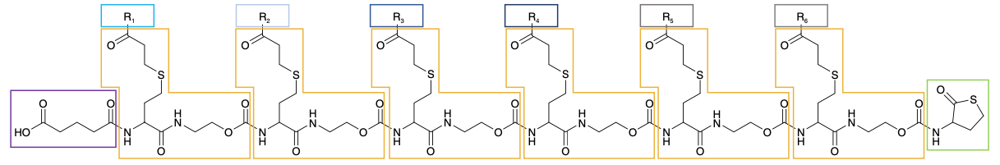 R1 R2 R3 R4 R5 R6
O O O O O O
S S S S S S
O O O O O O O O O S
HO N H O H N O N H O H N O N H O H N O N H O H N O N H O H N O N H O H N O N H